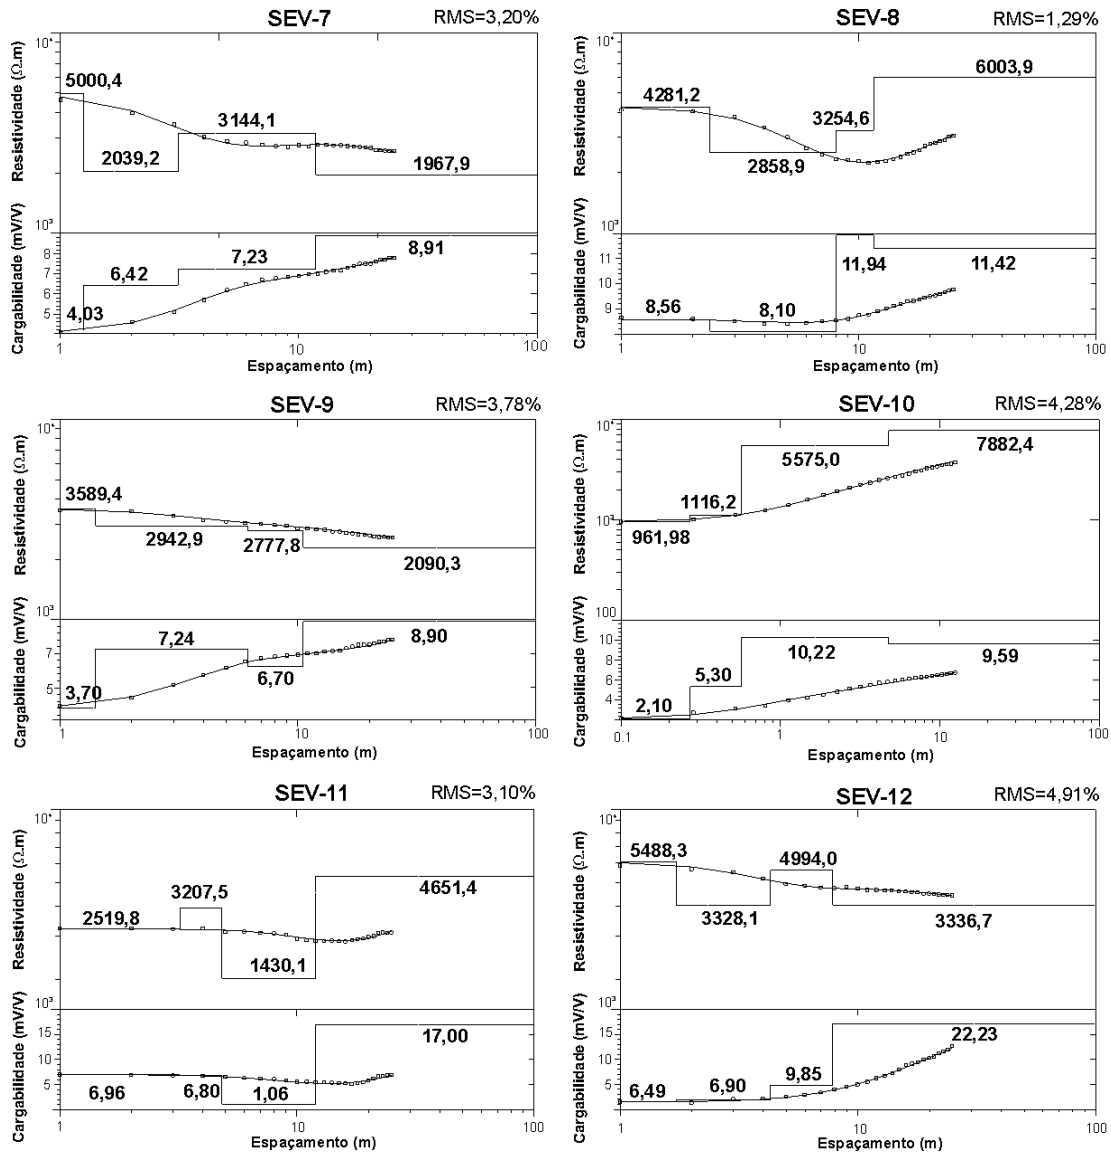 SEV-7 RMS=3,20%
Resistividade (Ω.m)
10⁴
10³
5000,4
2039,2
3144,1
1967,9
Cargabilidade (mV/V)
8
7
6
5
4,03
6,42
7,23
8,91
1 10 100
Espaçamento (m)
SEV-8 RMS=1,29%
Resistividade (Ω.m)
10⁴
10³
4281,2
2858,9
3254,6
6003,9
Cargabilidade (mV/V)
11
10
9
8,56
8,10
11,94
11,42
1 10 100
Espaçamento (m)
SEV-9 RMS=3,78%
Resistividade (Ω.m)
10⁴
10³
3589,4
2942,9
2777,8
2090,3
Cargabilidade (mV/V)
7
5
3,70
7,24
6,70
8,90
1 10 100
Espaçamento (m)
SEV-10 RMS=4,28%
Resistividade (Ω.m)
10⁴
10³
100
961,98
1116,2
5575,0
7882,4
Cargabilidade (mV/V)
10
8
6
4
2,10
5,30
10,22
9,59
0.1 1 10 100
Espaçamento (m)
SEV-11 RMS=3,10%
Resistividade (Ω.m)
10⁴
10³
2519,8
3207,5
1430,1
4651,4
Cargabilidade (mV/V)
15
10
5
6,96
6,80
1,06
17,00
1 10 100
Espaçamento (m)
SEV-12 RMS=4,91%
Resistividade (Ω.m)
10⁴
10³
5488,3
3328,1
4994,0
3336,7
Cargabilidade (mV/V)
15
10
5
6,49
6,90
9,85
22,23
1 10 100
Espaçamento (m)